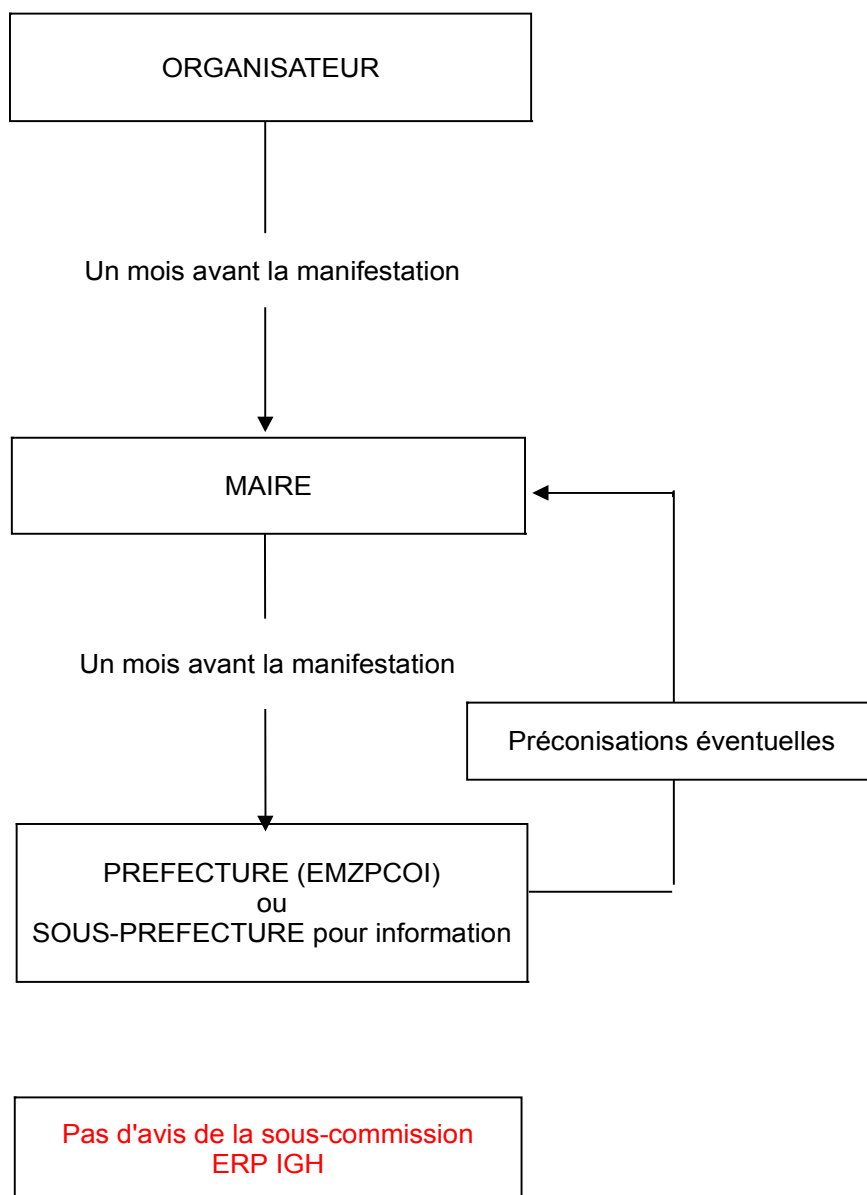 ORGANISATEUR
Un mois avant la manifestation
MAIRE
Un mois avant la manifestation
Préconisations éventuelles
PREFECTURE (EMZPCOI)
ou
SOUS-PREFECTURE pour information
Pas d'avis de la sous-commission
ERP IGH